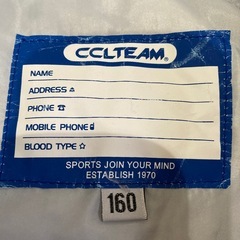 CCLTEAM®
NAME
ADDRESS
PHONE ☎
MOBILE PHONE
BLOOD TYPE ☆
SPORTS JOIN YOUR MIND
ESTABLISH 1970
160